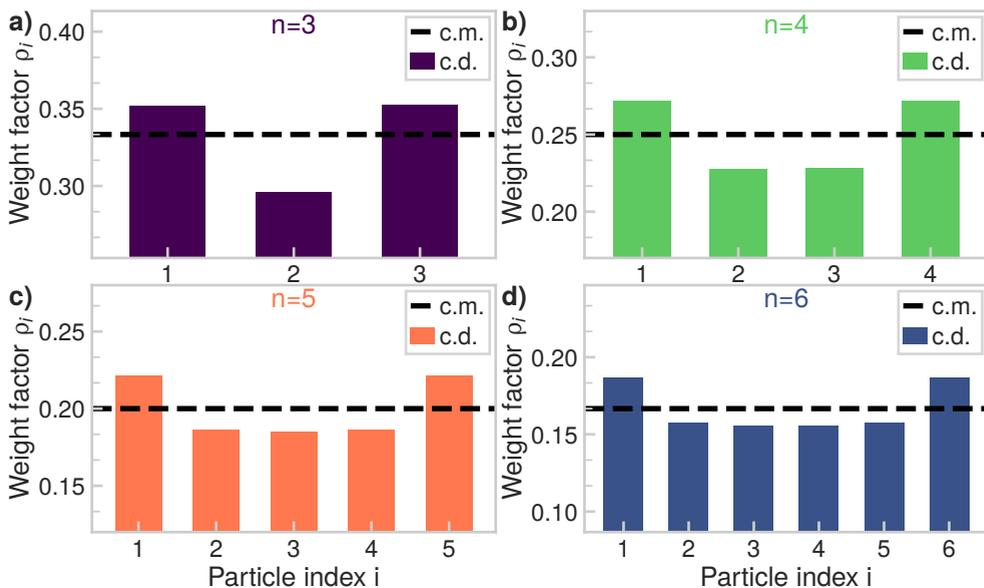 a)
n=3
c.m.
c.d.
Weight factor ρi
0.40
0.35
0.30
1 2 3
b)
n=4
c.m.
c.d.
Weight factor ρi
0.30
0.25
0.20
1 2 3 4
c)
n=5
c.m.
c.d.
Weight factor ρi
0.25
0.20
0.15
1 2 3 4 5
Particle index i
d)
n=6
c.m.
c.d.
Weight factor ρi
0.20
0.15
0.10
1 2 3 4 5 6
Particle index i